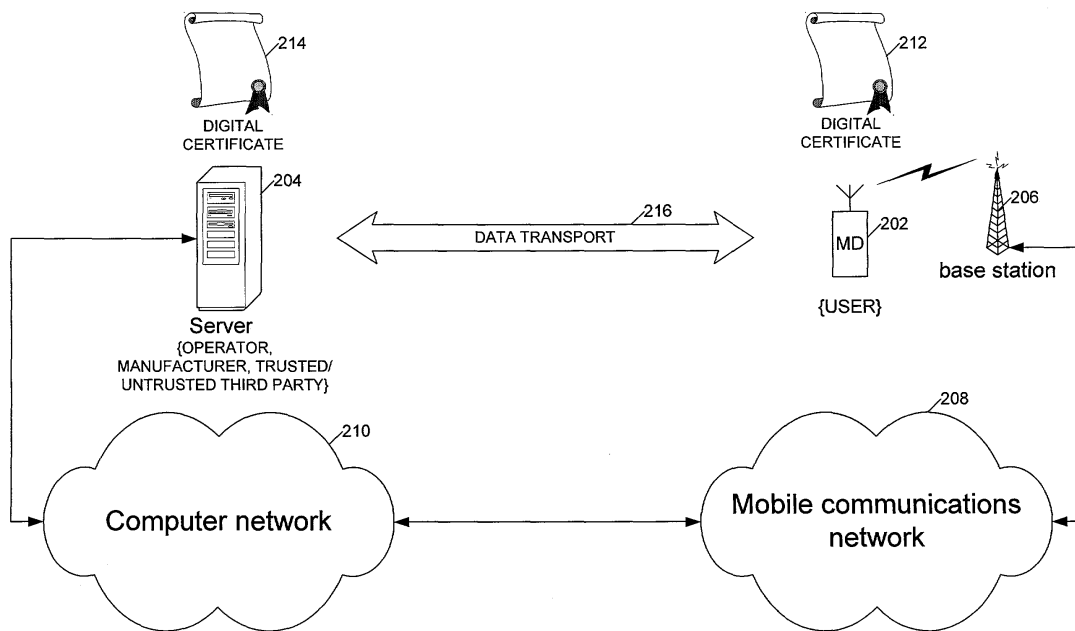 214
DIGITAL
CERTIFICATE
212
DIGITAL
CERTIFICATE
204
216
DATA TRANSPORT
MD
202
206
base station
{USER}
Server
{OPERATOR,
MANUFACTURER, TRUSTED/
UNTRUSTED THIRD PARTY}
210
Computer network
208
Mobile communications
network